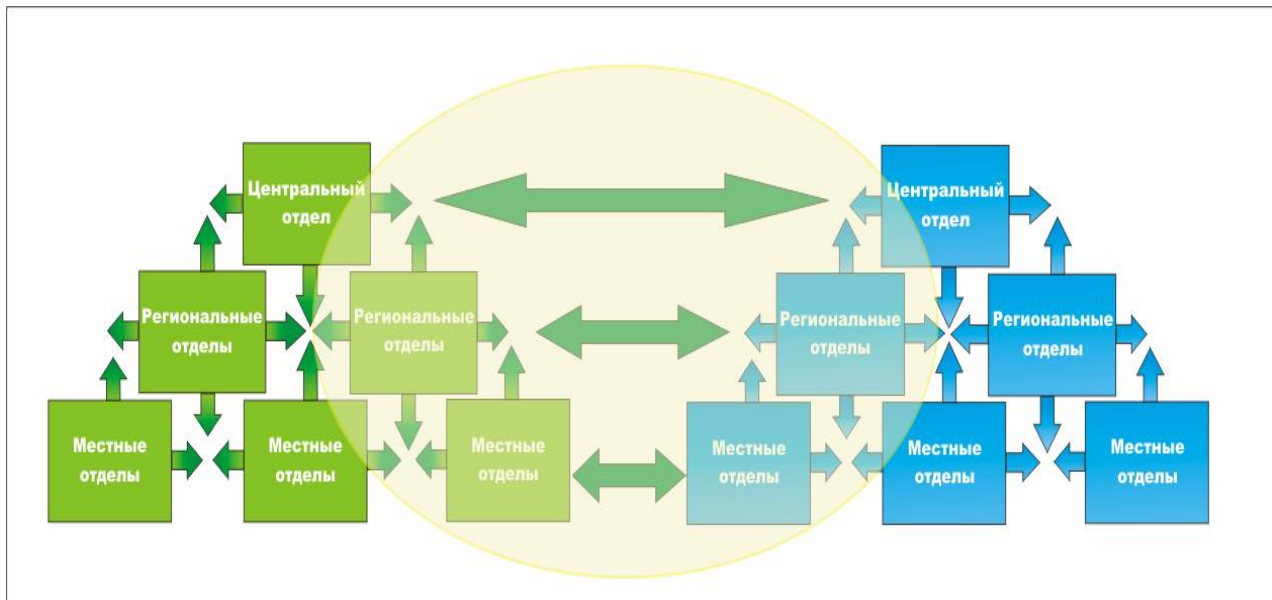 Центральный
отдел
Центральный
отдел
Региональные
отделы
Региональные
отделы
Региональные
отделы
Региональные
отделы
Местные
отделы
Местные
отделы
Местные
отделы
Местные
отделы
Местные
отделы
Местные
отделы